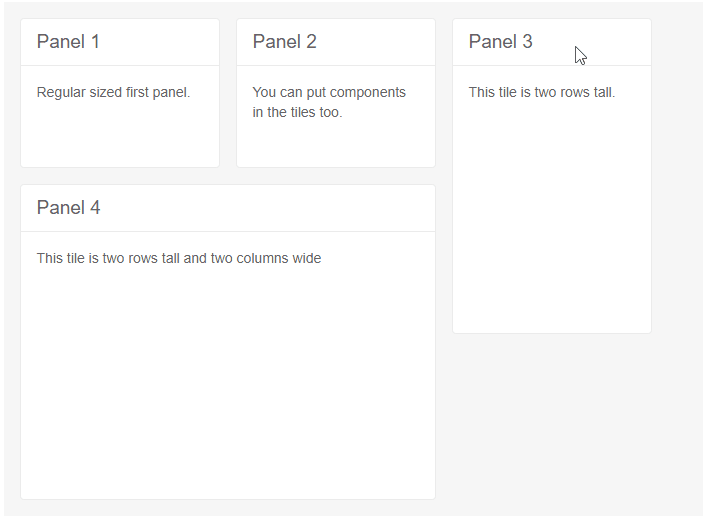 Panel 1
Regular sized first panel.
Panel 2
You can put components
in the tiles too.
Panel 3
This tile is two rows tall.
Panel 4
This tile is two rows tall and two columns wide